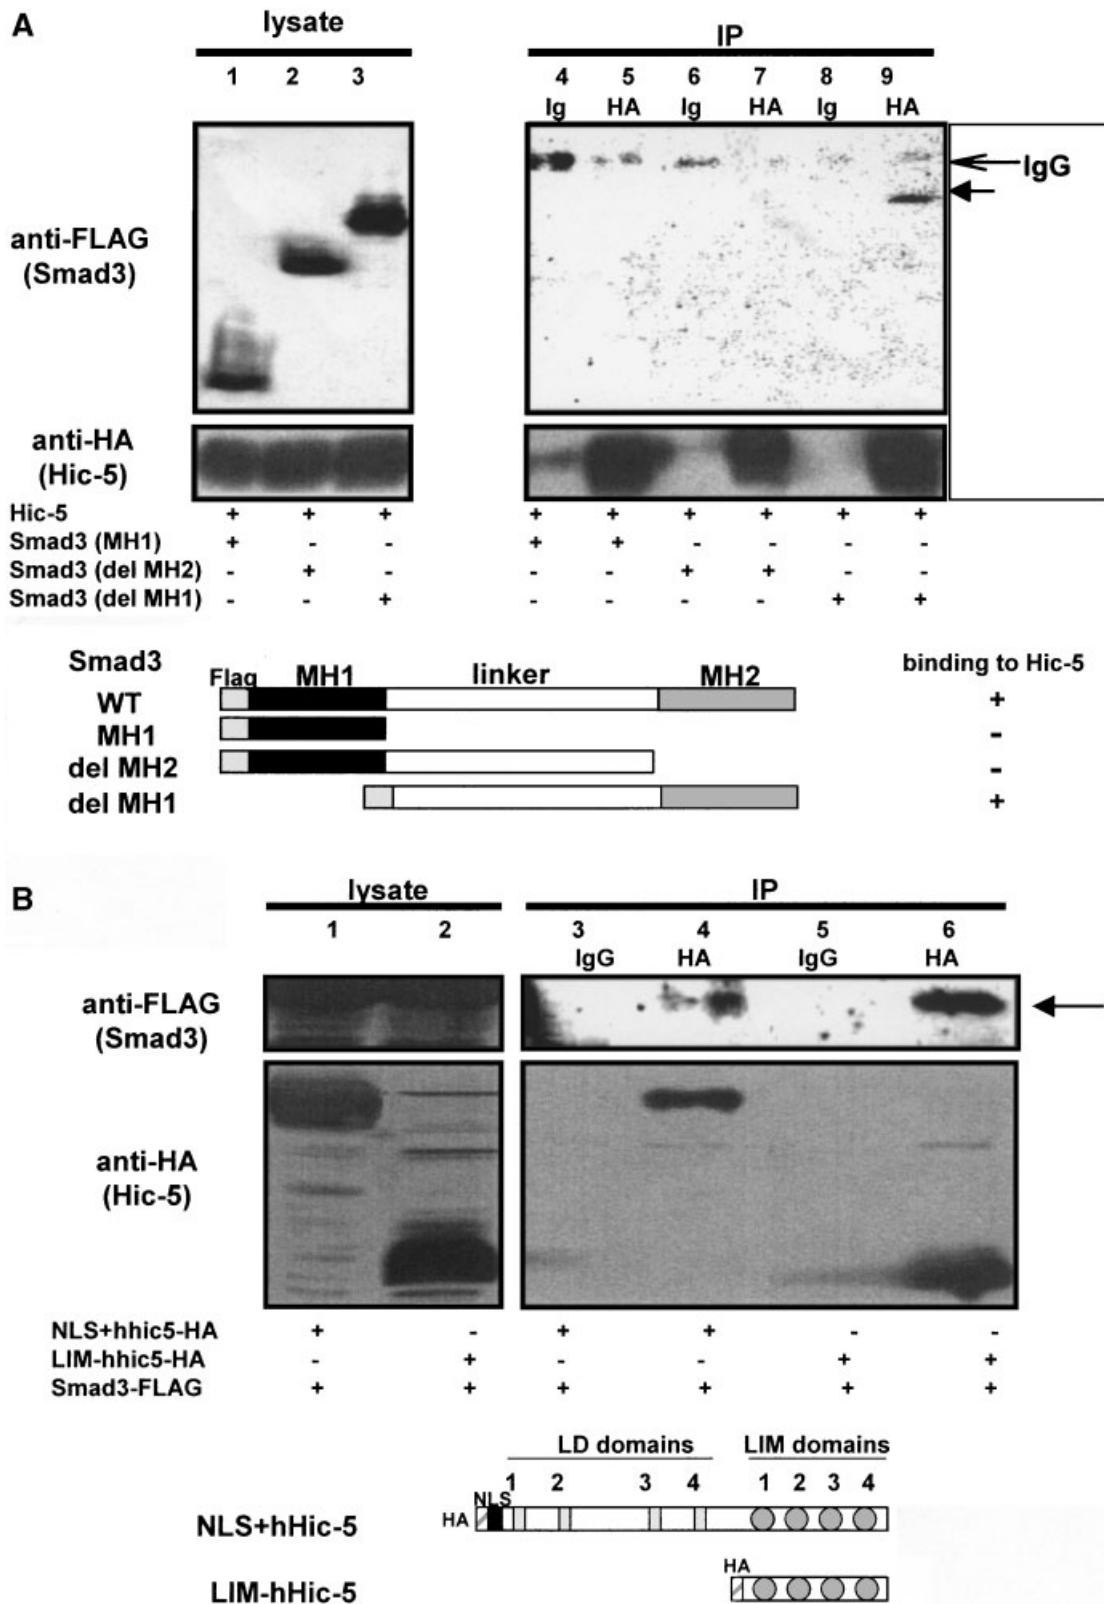 A
lysate
IP
1 2 3
4 5 6 7 8 9
Ig HA Ig HA Ig HA
IgG
anti-FLAG
(Smad3)
anti-HA
(Hic-5)
Hic-5 + + + + + + + + +
Smad3 (MH1) + - - + + - - - -
Smad3 (del MH2) - + - - - + + - -
Smad3 (del MH1) - - + - - - - + +
Smad3
binding to Hic-5
Flag MH1 linker MH2
WT +
MH1 -
del MH2 -
del MH1 +
B
lysate
IP
1 2
3 4 5 6
IgG HA IgG HA
anti-FLAG
(Smad3)
anti-HA
(Hic-5)
NLS+hhic5-HA + - + + - -
LIM-hhic5-HA - + - - + +
Smad3-FLAG + + + + + +
LD domains LIM domains
1 2 3 4 1 2 3 4
NLS
HA
NLS+hHic-5
HA
LIM-hHic-5